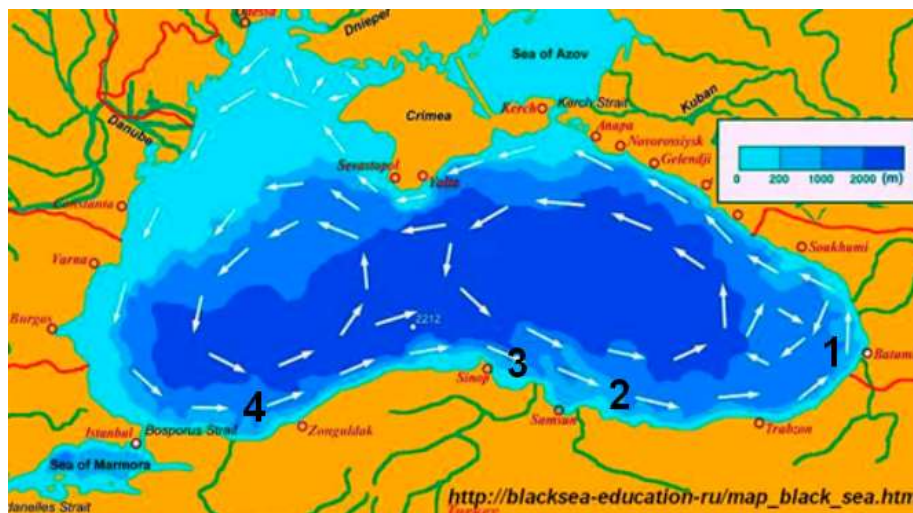 Odessa
Dnieper
Sea of Azov
Kuban
Kerch
Kerch Strait
Crimea
Anapa
Novorossiysk
Gelendji
Danube
Sevastopol
Yalta
0 200 1000 2000 (m)
Constantia
Soukhumi
Varna
Burgas
2212
1
Batum
3
Sinop
2
4
Samsun
Trabzon
Zonguldak
Istanbul
Bosporus Strait
Sea of Marmora
danelles Strait
http://blacksea-education-ru/map_black_sea.htm